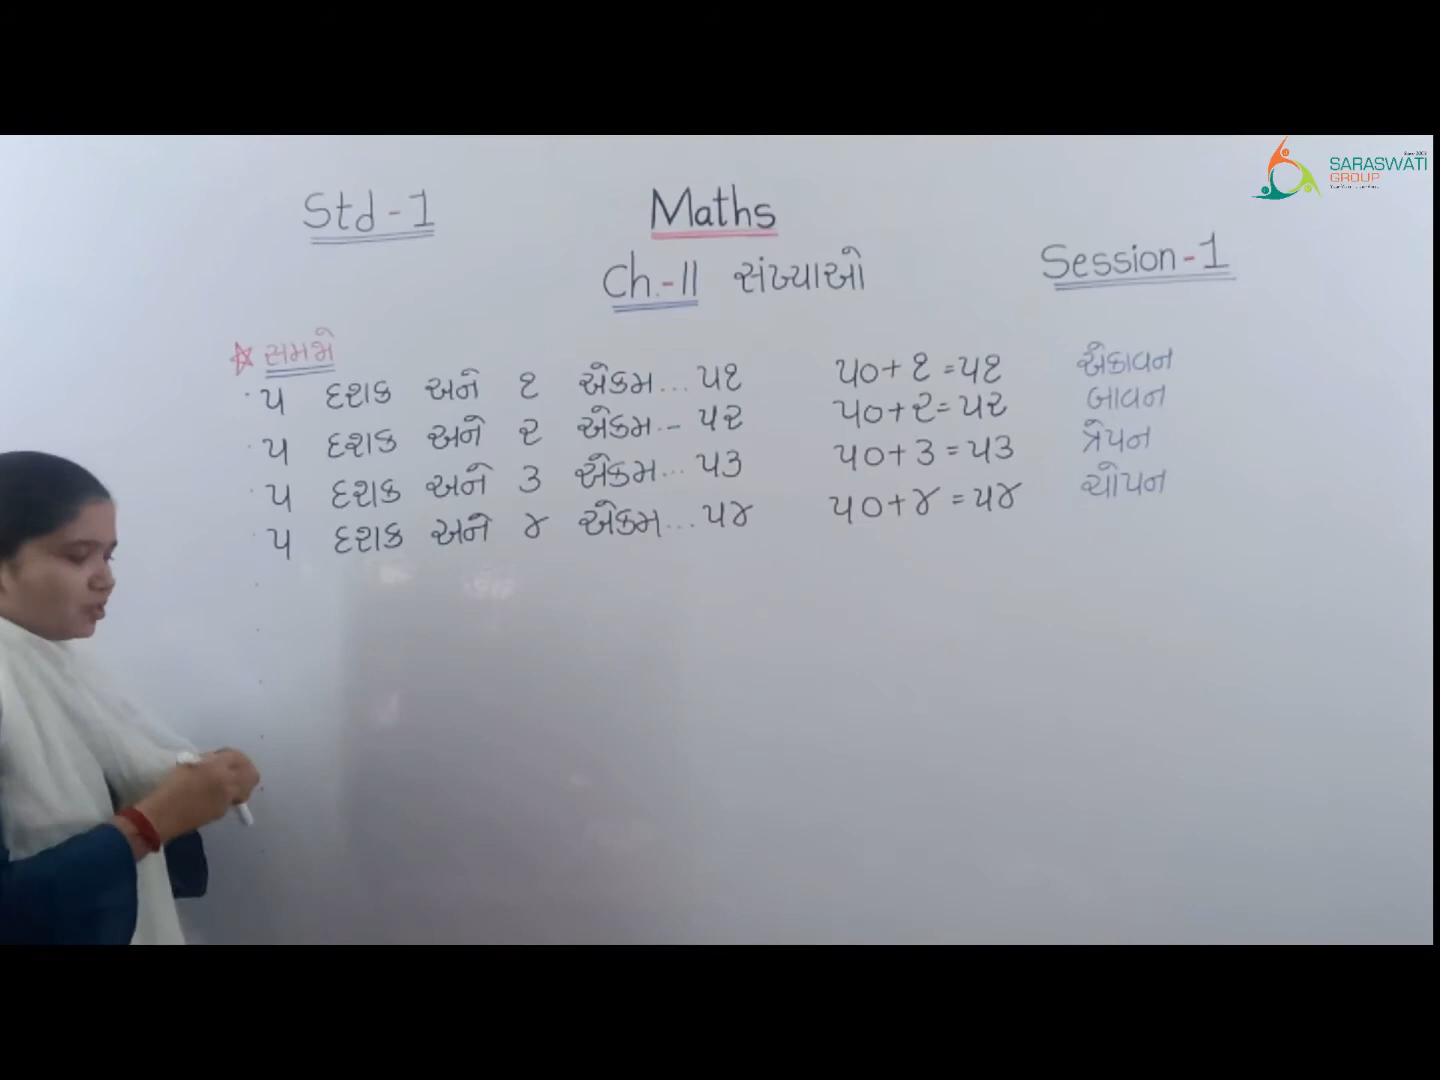 SARASWATI
GROUP
Std-1 Maths
Ch.-11 સંખ્યાઓ Session-1
સમજો
૫ દશક અને ૧ એકમ... ૫૧ ૫૦+૧=૫૧ એકાવન
૫ દશક અને ૨ એકમ.- ૫૨ ૫૦+૨=૫૨ બાવન
૫ દશક અને ૩ એકમ... ૫૩ ૫૦+૩=૫૩ ત્રેપન
૫ દશક અને ૪ એકમ... ૫૪ ૫૦+૪=૫૪ ચોપન